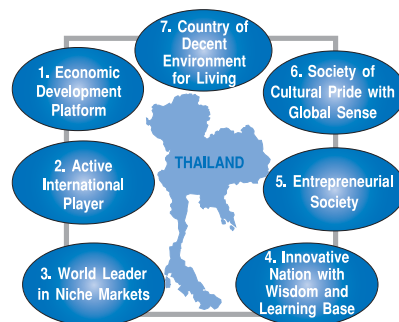 7. Country of
Decent
Environment
for Living
1. Economic
Development
Platform
6. Society of
Cultural Pride with
Global Sense
THAILAND
2. Active
International
Player
5. Entrepreneurial
Society
3. World Leader
in Niche Markets
4. Innovative
Nation with
Wisdom and
Learning Base